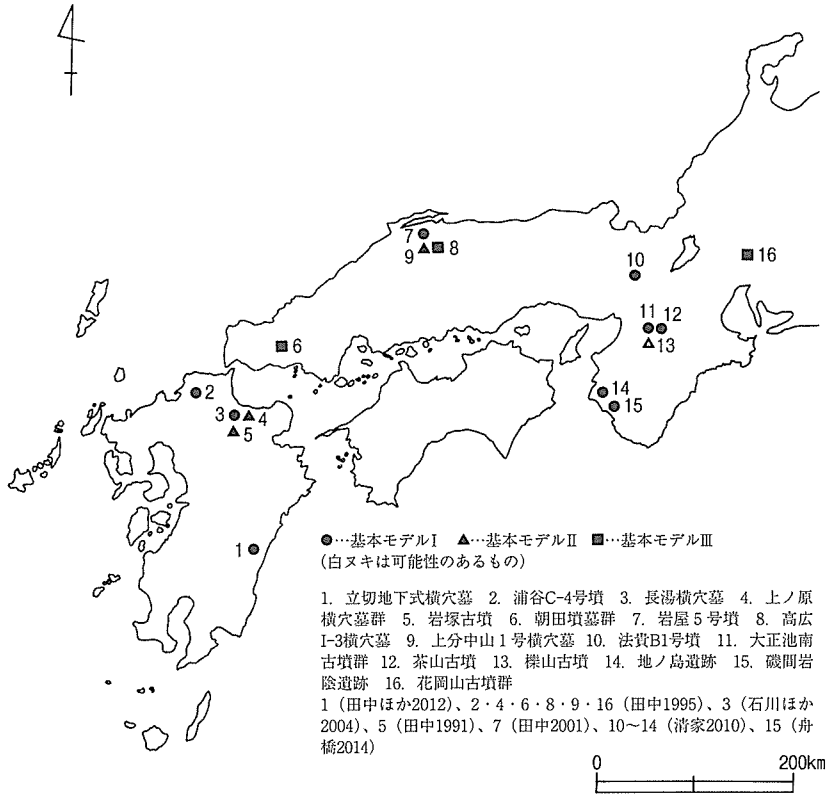 7
9
8
10
16
11
12
13
6
14
15
2
3
4
5
1
●…基本モデルⅠ ▲…基本モデルⅡ ■…基本モデルⅢ
(白ヌキは可能性のあるもの)
1. 立切地下式横穴墓 2. 浦谷C-4号墳 3. 長湯横穴墓 4. 上ノ原
横穴墓群 5. 岩塚古墳 6. 朝田墳墓群 7. 岩屋5号墳 8. 高広
I-3横穴墓 9. 上分中山1号横穴墓 10. 法貴B1号墳 11. 大正池南
古墳群 12. 茶山古墳 13. 櫟山古墳 14. 地ノ島遺跡 15. 磯間岩
陰遺跡 16. 花岡山古墳群
1(田中ほか2012)、2・4・6・8・9・16(田中1995)、3(石川ほか
2004)、5(田中1991)、7(田中2001)、10~14(清家2010)、15(舟
橋2014)
0 200km